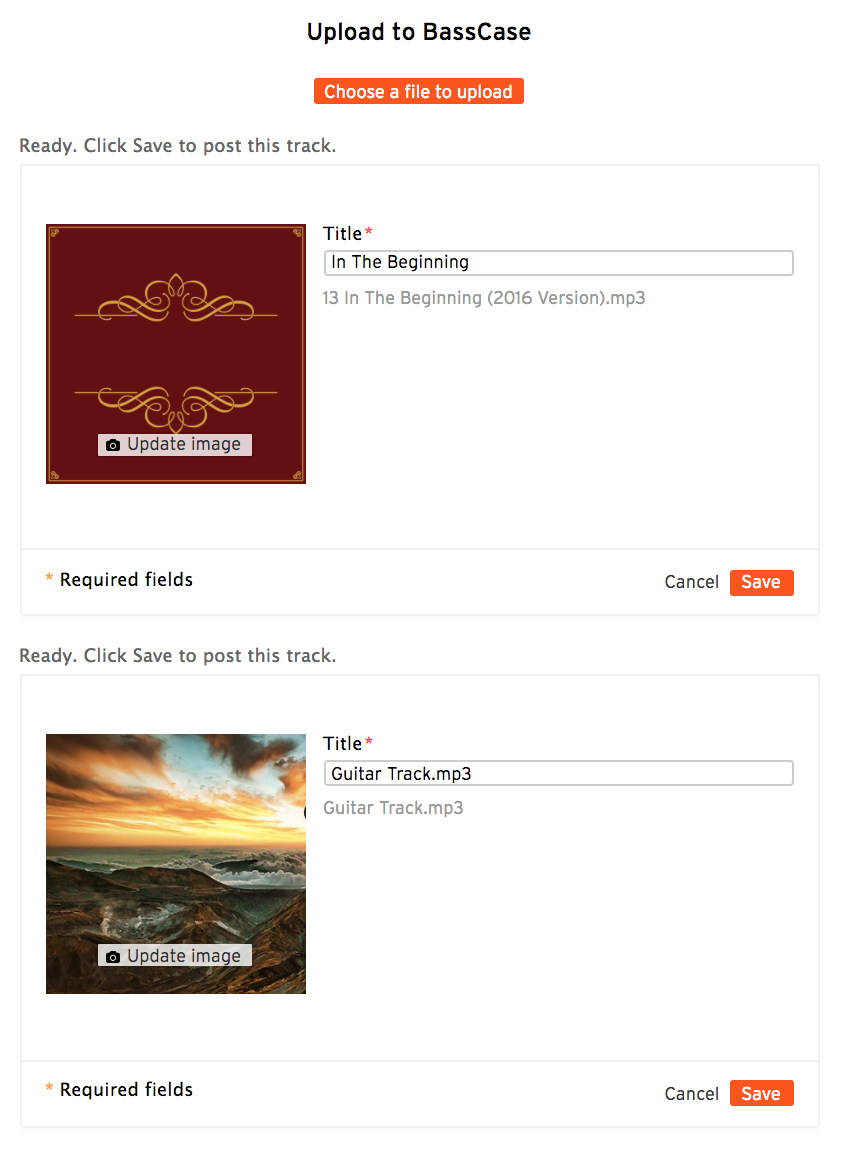 Upload to BassCase
Choose a file to upload
Ready. Click Save to post this track.
Title*
In The Beginning
13 In The Beginning (2016 Version).mp3
Update image
* Required fields
Cancel Save
Ready. Click Save to post this track.
Title*
Guitar Track.mp3
Guitar Track.mp3
Update image
* Required fields
Cancel Save